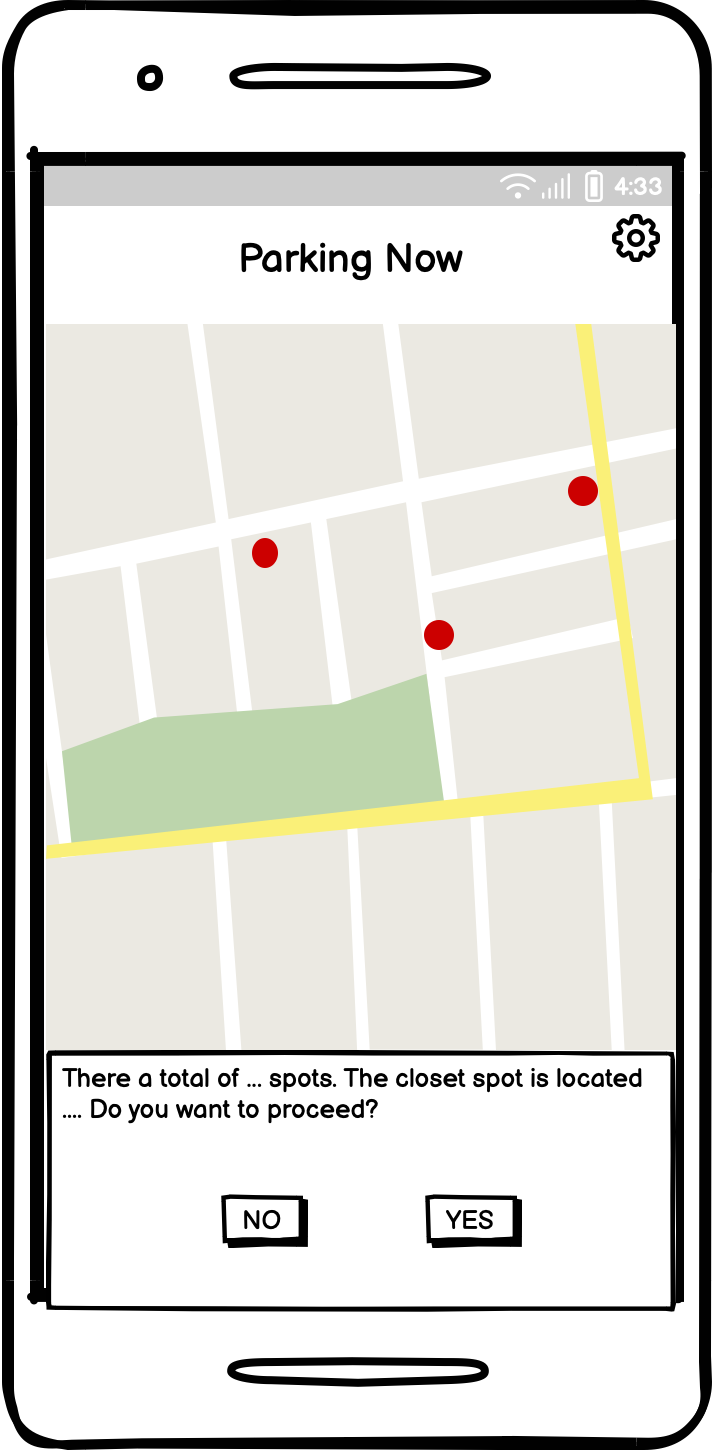 4:33
Parking Now
There a total of ... spots. The closet spot is located
.... Do you want to proceed?
NO
YES